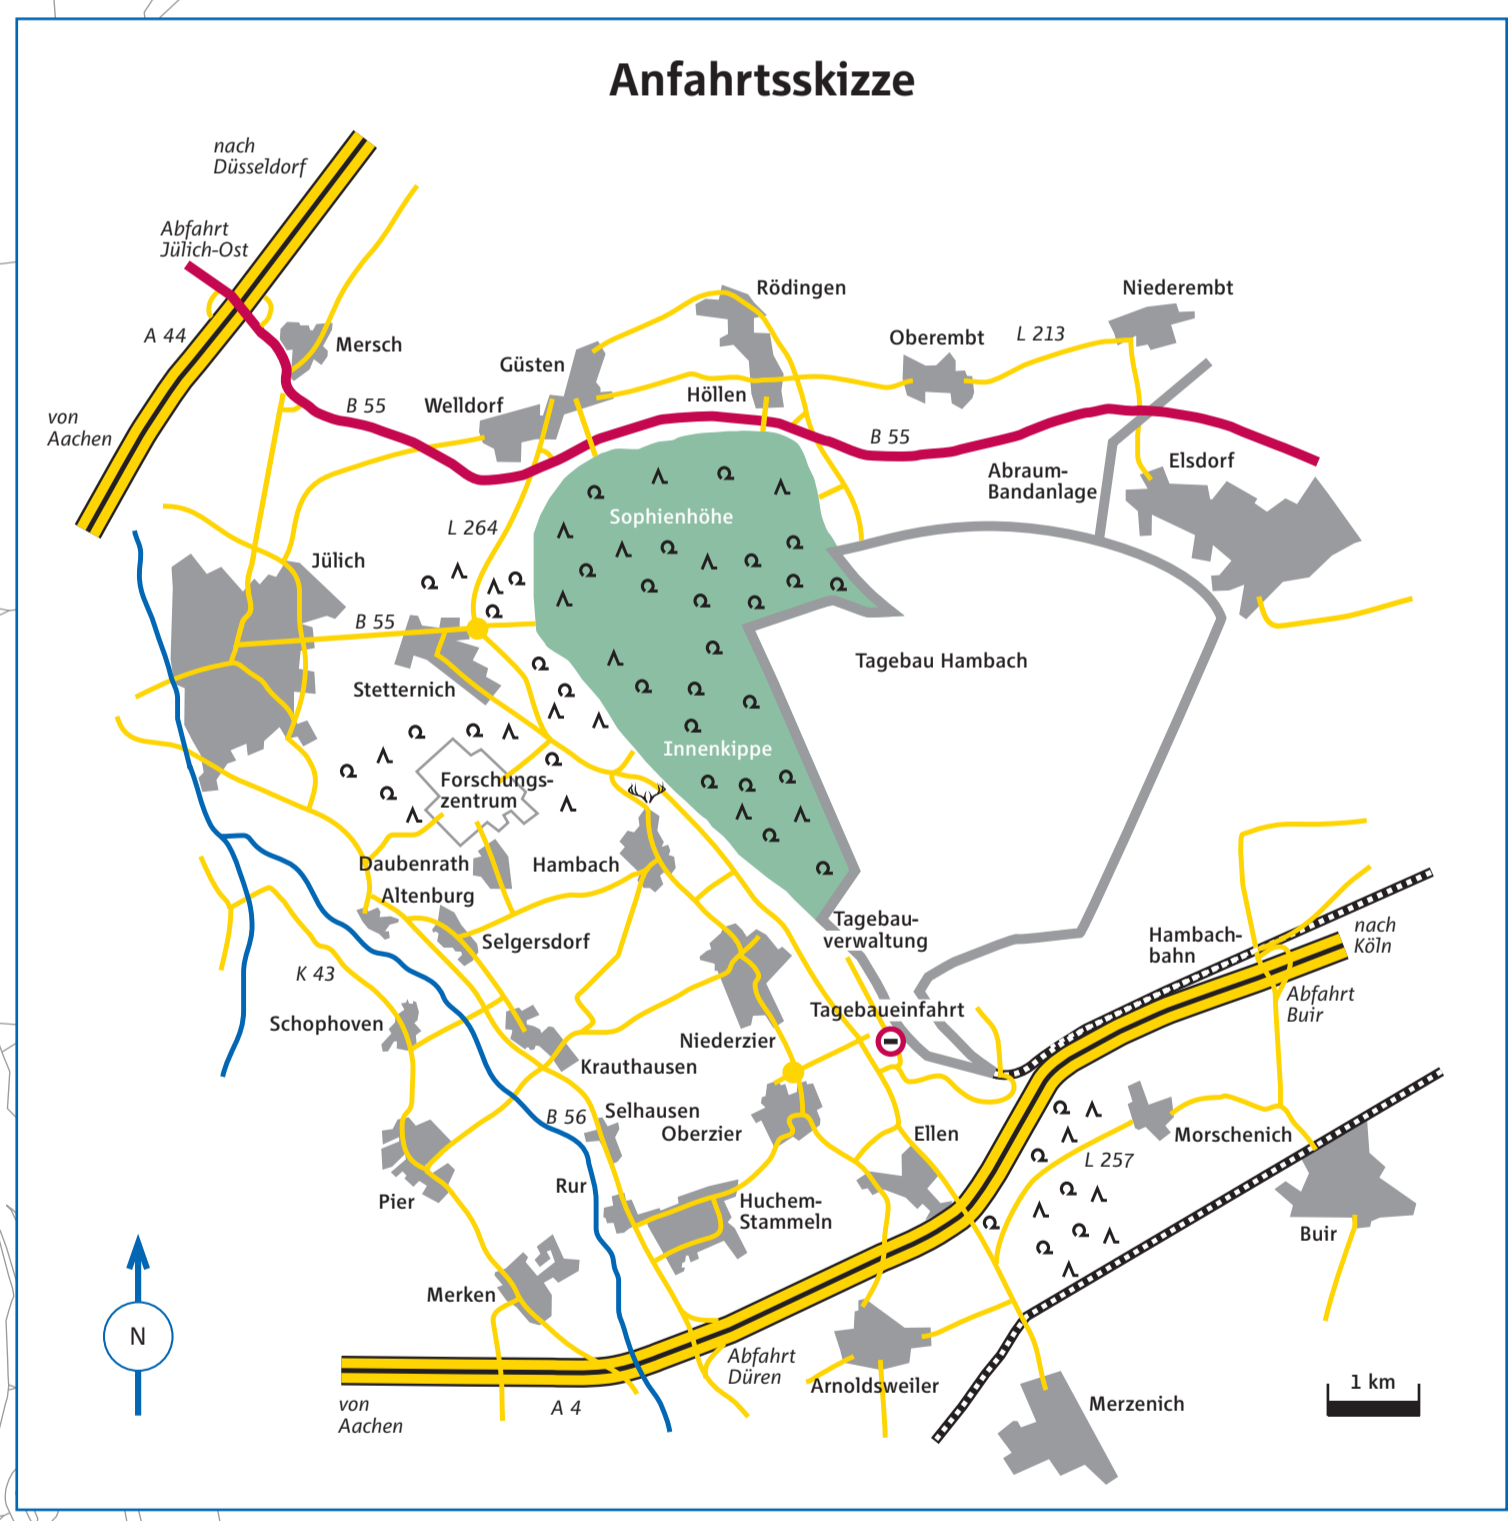 Anfahrtsskizze
nach
Düsseldorf
Abfahrt
Jülich-Ost
A 44
Mersch
von
Aachen
B 55
Rödingen
Niederembt
Oberembt
L 213
Güsten
Höllen
Welldorf
B 55
Abraum-
Bandanlage
Elsdorf
Sophienhöhe
L 264
Jülich
B 55
Stetternich
Tagebau Hambach
Innenkippe
Forschungs-
zentrum
Daubenrath
Hambach
Altenburg
Selgersdorf
Tagebau-
verwaltung
Hambach-
bahn
nach
Köln
K 43
Abfahrt
Buir
Schophoven
Tagebaueinfahrt
Niederzier
Krauthausen
B 56
Selhausen
Oberzier
Ellen
Morschenich
L 257
Pier
Rur
Huchem-
Stammeln
Buir
Merken
N
Abfahrt
Düren
Arnoldsweiler
1 km
von
Aachen
A 4
Merzenich